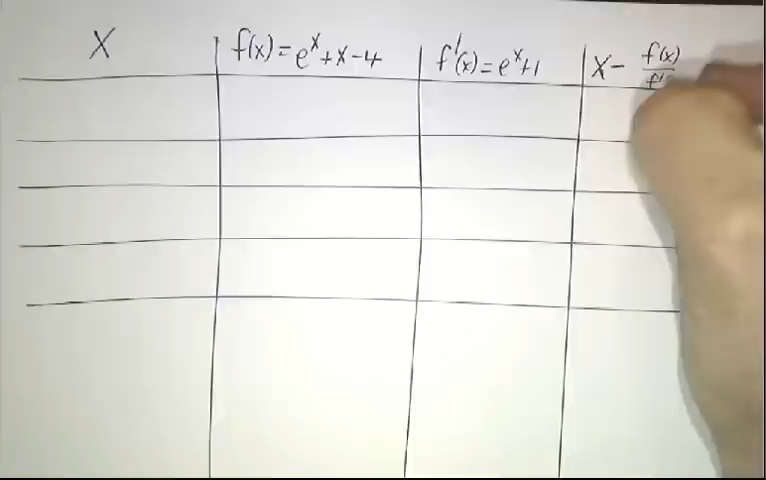 x
f(x)=e^x+x-4
f'(x)=e^x+1
x - f(x)/f'(